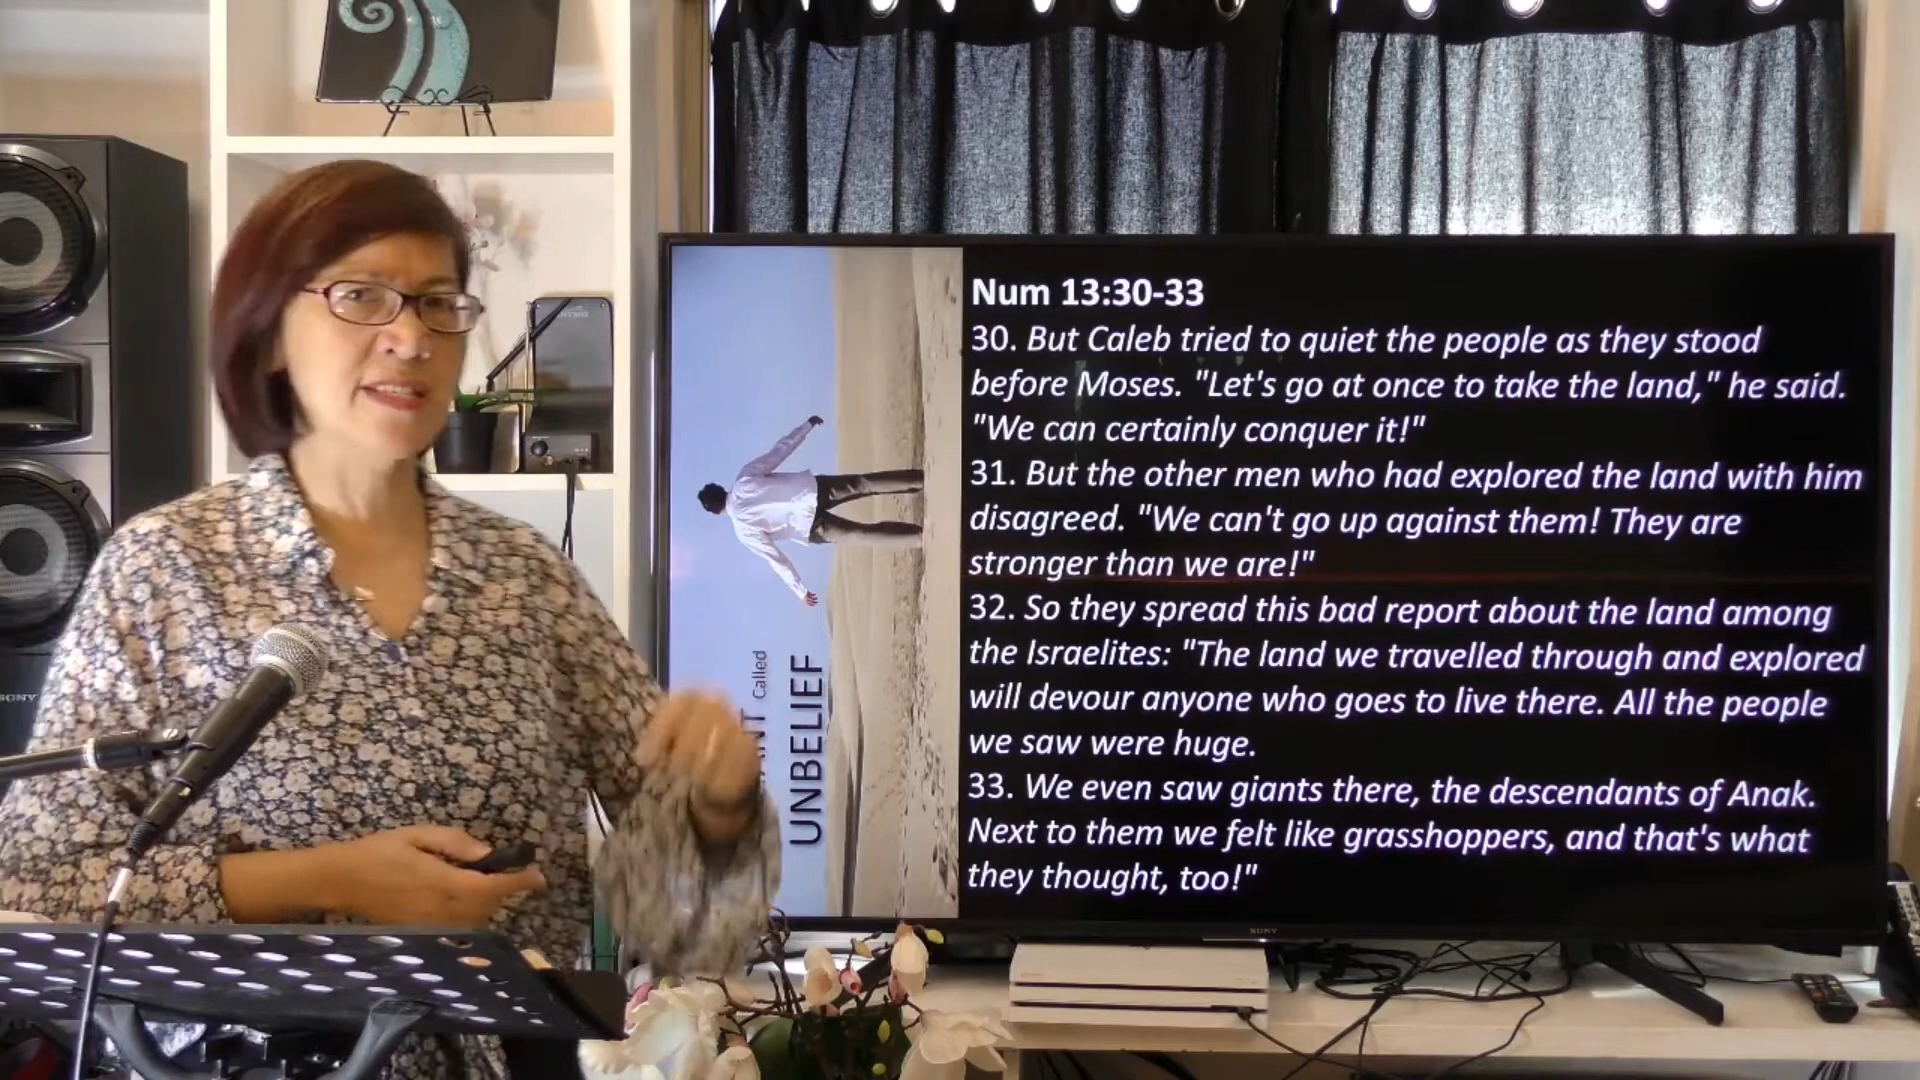 Num 13:30-33
30. But Caleb tried to quiet the people as they stood
before Moses. "Let's go at once to take the land," he said.
"We can certainly conquer it!"
31. But the other men who had explored the land with him
disagreed. "We can't go up against them! They are
stronger than we are!"
32. So they spread this bad report about the land among
the Israelites: "The land we travelled through and explored
will devour anyone who goes to live there. All the people
we saw were huge.
33. We even saw giants there, the descendants of Anak.
Next to them we felt like grasshoppers, and that's what
they thought, too!"
Called
UNBELIEF
SONY
SONY